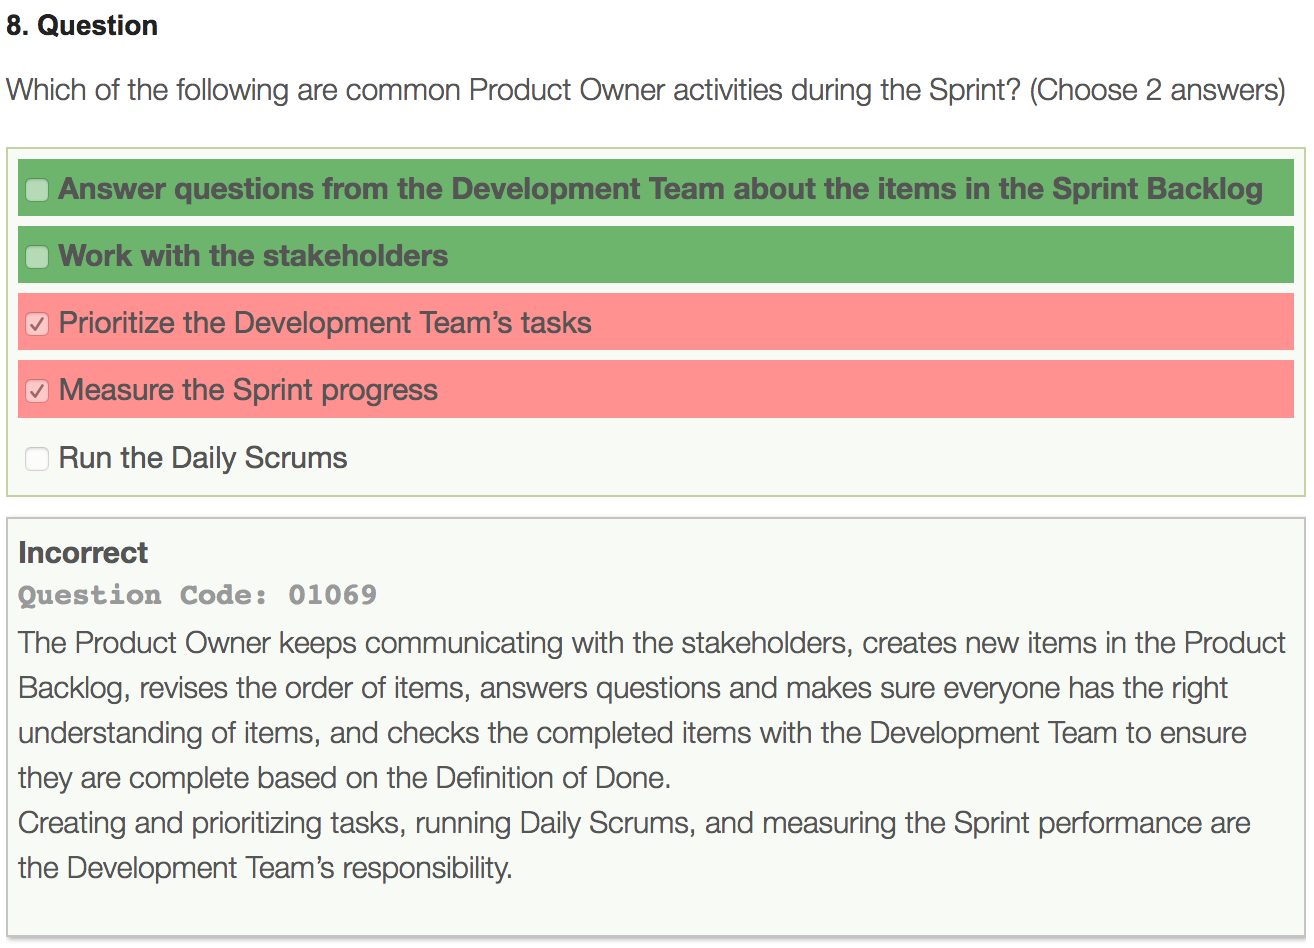 8. Question
Which of the following are common Product Owner activities during the Sprint? (Choose 2 answers)
Answer questions from the Development Team about the items in the Sprint Backlog
Work with the stakeholders
Prioritize the Development Team’s tasks
Measure the Sprint progress
Run the Daily Scrums
Incorrect
Question Code: 01069
The Product Owner keeps communicating with the stakeholders, creates new items in the Product
Backlog, revises the order of items, answers questions and makes sure everyone has the right
understanding of items, and checks the completed items with the Development Team to ensure
they are complete based on the Definition of Done.
Creating and prioritizing tasks, running Daily Scrums, and measuring the Sprint performance are
the Development Team’s responsibility.